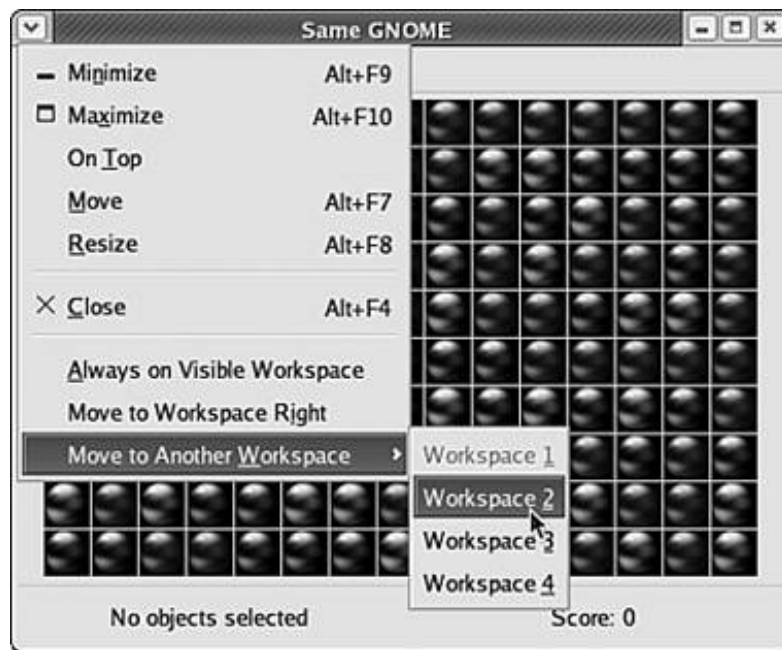 Same GNOME
Minimize Alt+F9
Maximize Alt+F10
On Top
Move Alt+F7
Resize Alt+F8
Close Alt+F4
Always on Visible Workspace
Move to Workspace Right
Move to Another Workspace
Workspace 1
Workspace 2
Workspace 3
Workspace 4
No objects selected Score: 0